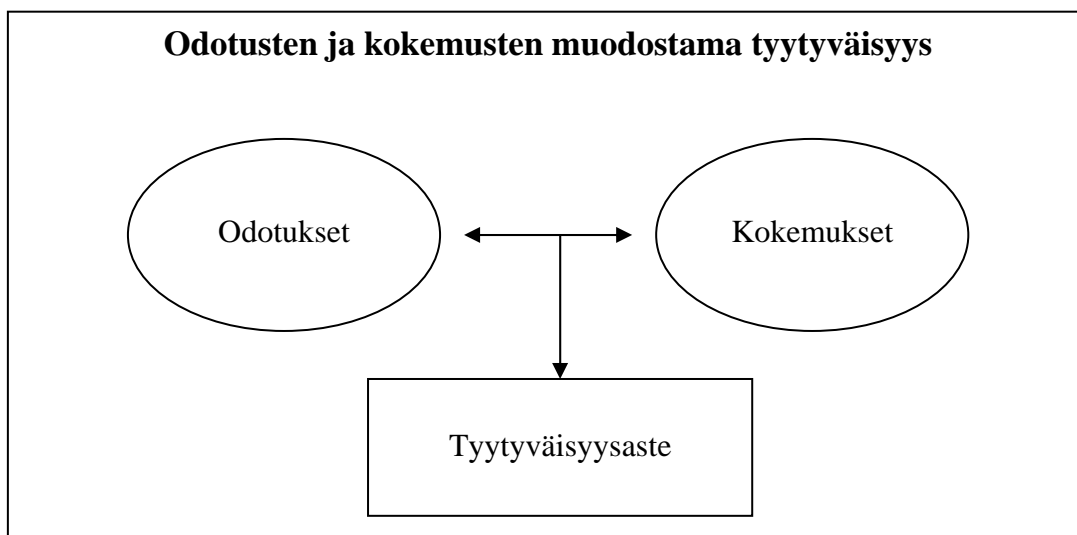 Odotusten ja kokemusten muodostama tyytyväisyys
Odotukset
Kokemukset
Tyytyväisyysaste